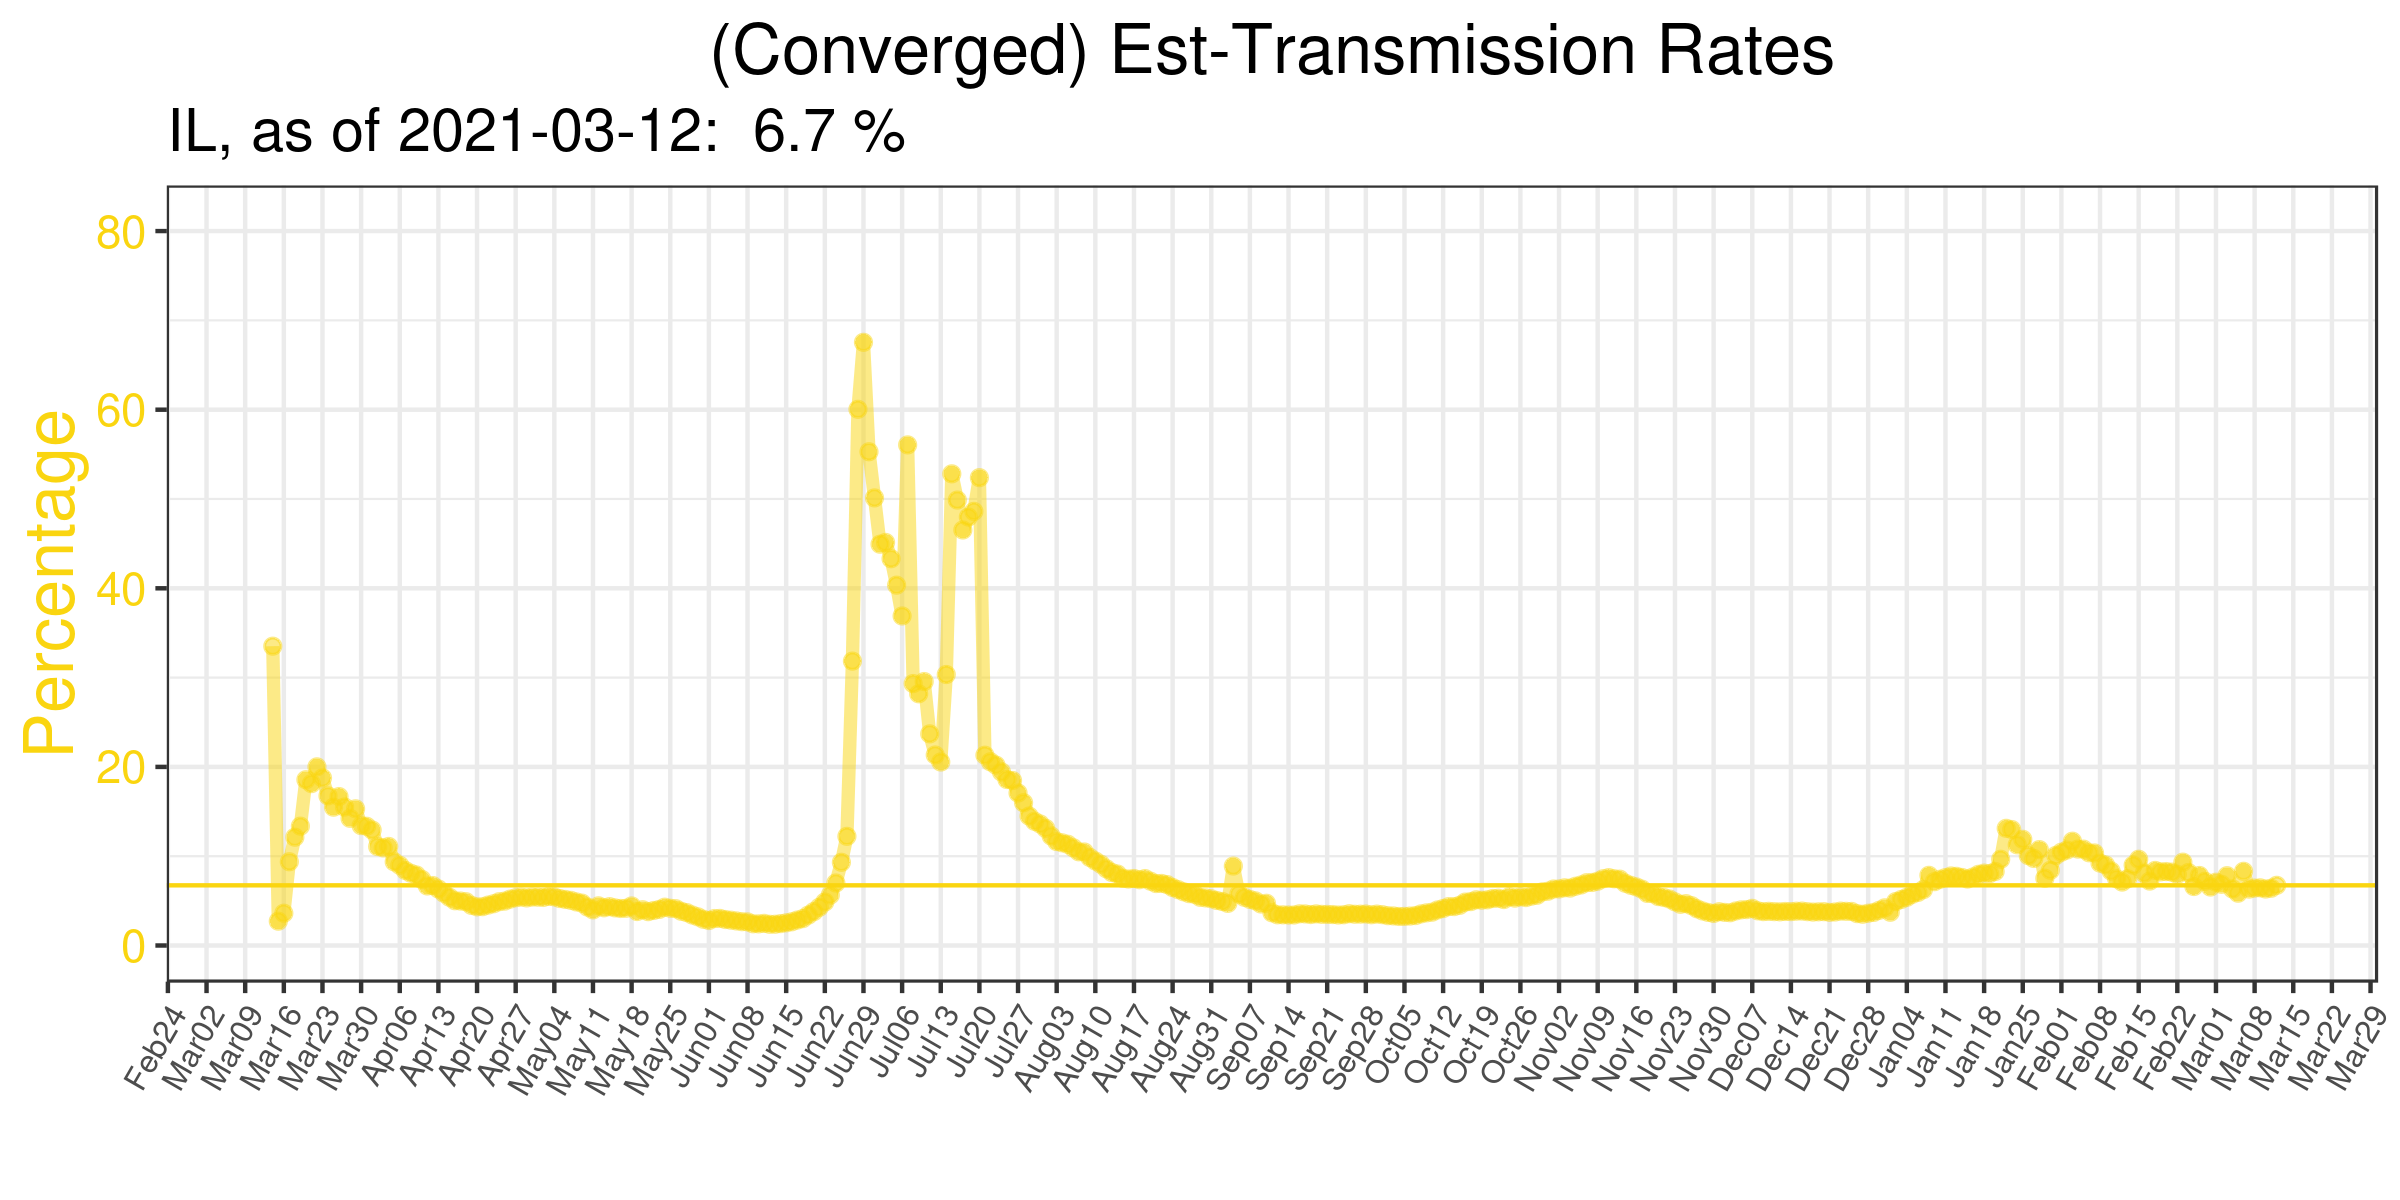 (Converged) Est-Transmission Rates
IL, as of 2021-03-12:  6.7 %
Percentage
80
60
40
20
0
Feb24
Mar02
Mar09
Mar16
Mar23
Mar30
Apr06
Apr13
Apr20
Apr27
May04
May11
May18
May25
Jun01
Jun08
Jun15
Jun22
Jun29
Jul06
Jul13
Jul20
Jul27
Aug03
Aug10
Aug17
Aug24
Aug31
Sep07
Sep14
Sep21
Sep28
Oct05
Oct12
Oct19
Oct26
Nov02
Nov09
Nov16
Nov23
Nov30
Dec07
Dec14
Dec21
Dec28
Jan04
Jan11
Jan18
Jan25
Feb01
Feb08
Feb15
Feb22
Mar01
Mar08
Mar15
Mar22
Mar29